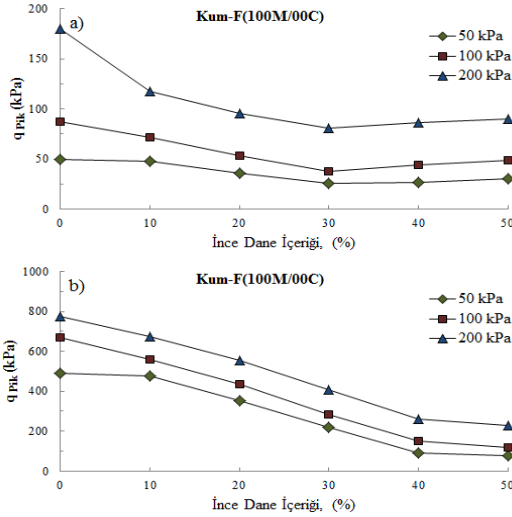 a)
Kum-F(100M/00C)
q Pik (kPa)
200
150
100
50
0
50 kPa
100 kPa
200 kPa
0 10 20 30 40 50
İnce Dane İçeriği, (%)
b)
Kum-F(100M/00C)
q Pik (kPa)
1000
800
600
400
200
0
50 kPa
100 kPa
200 kPa
0 10 20 30 40 50
İnce Dane İçeriği, (%)